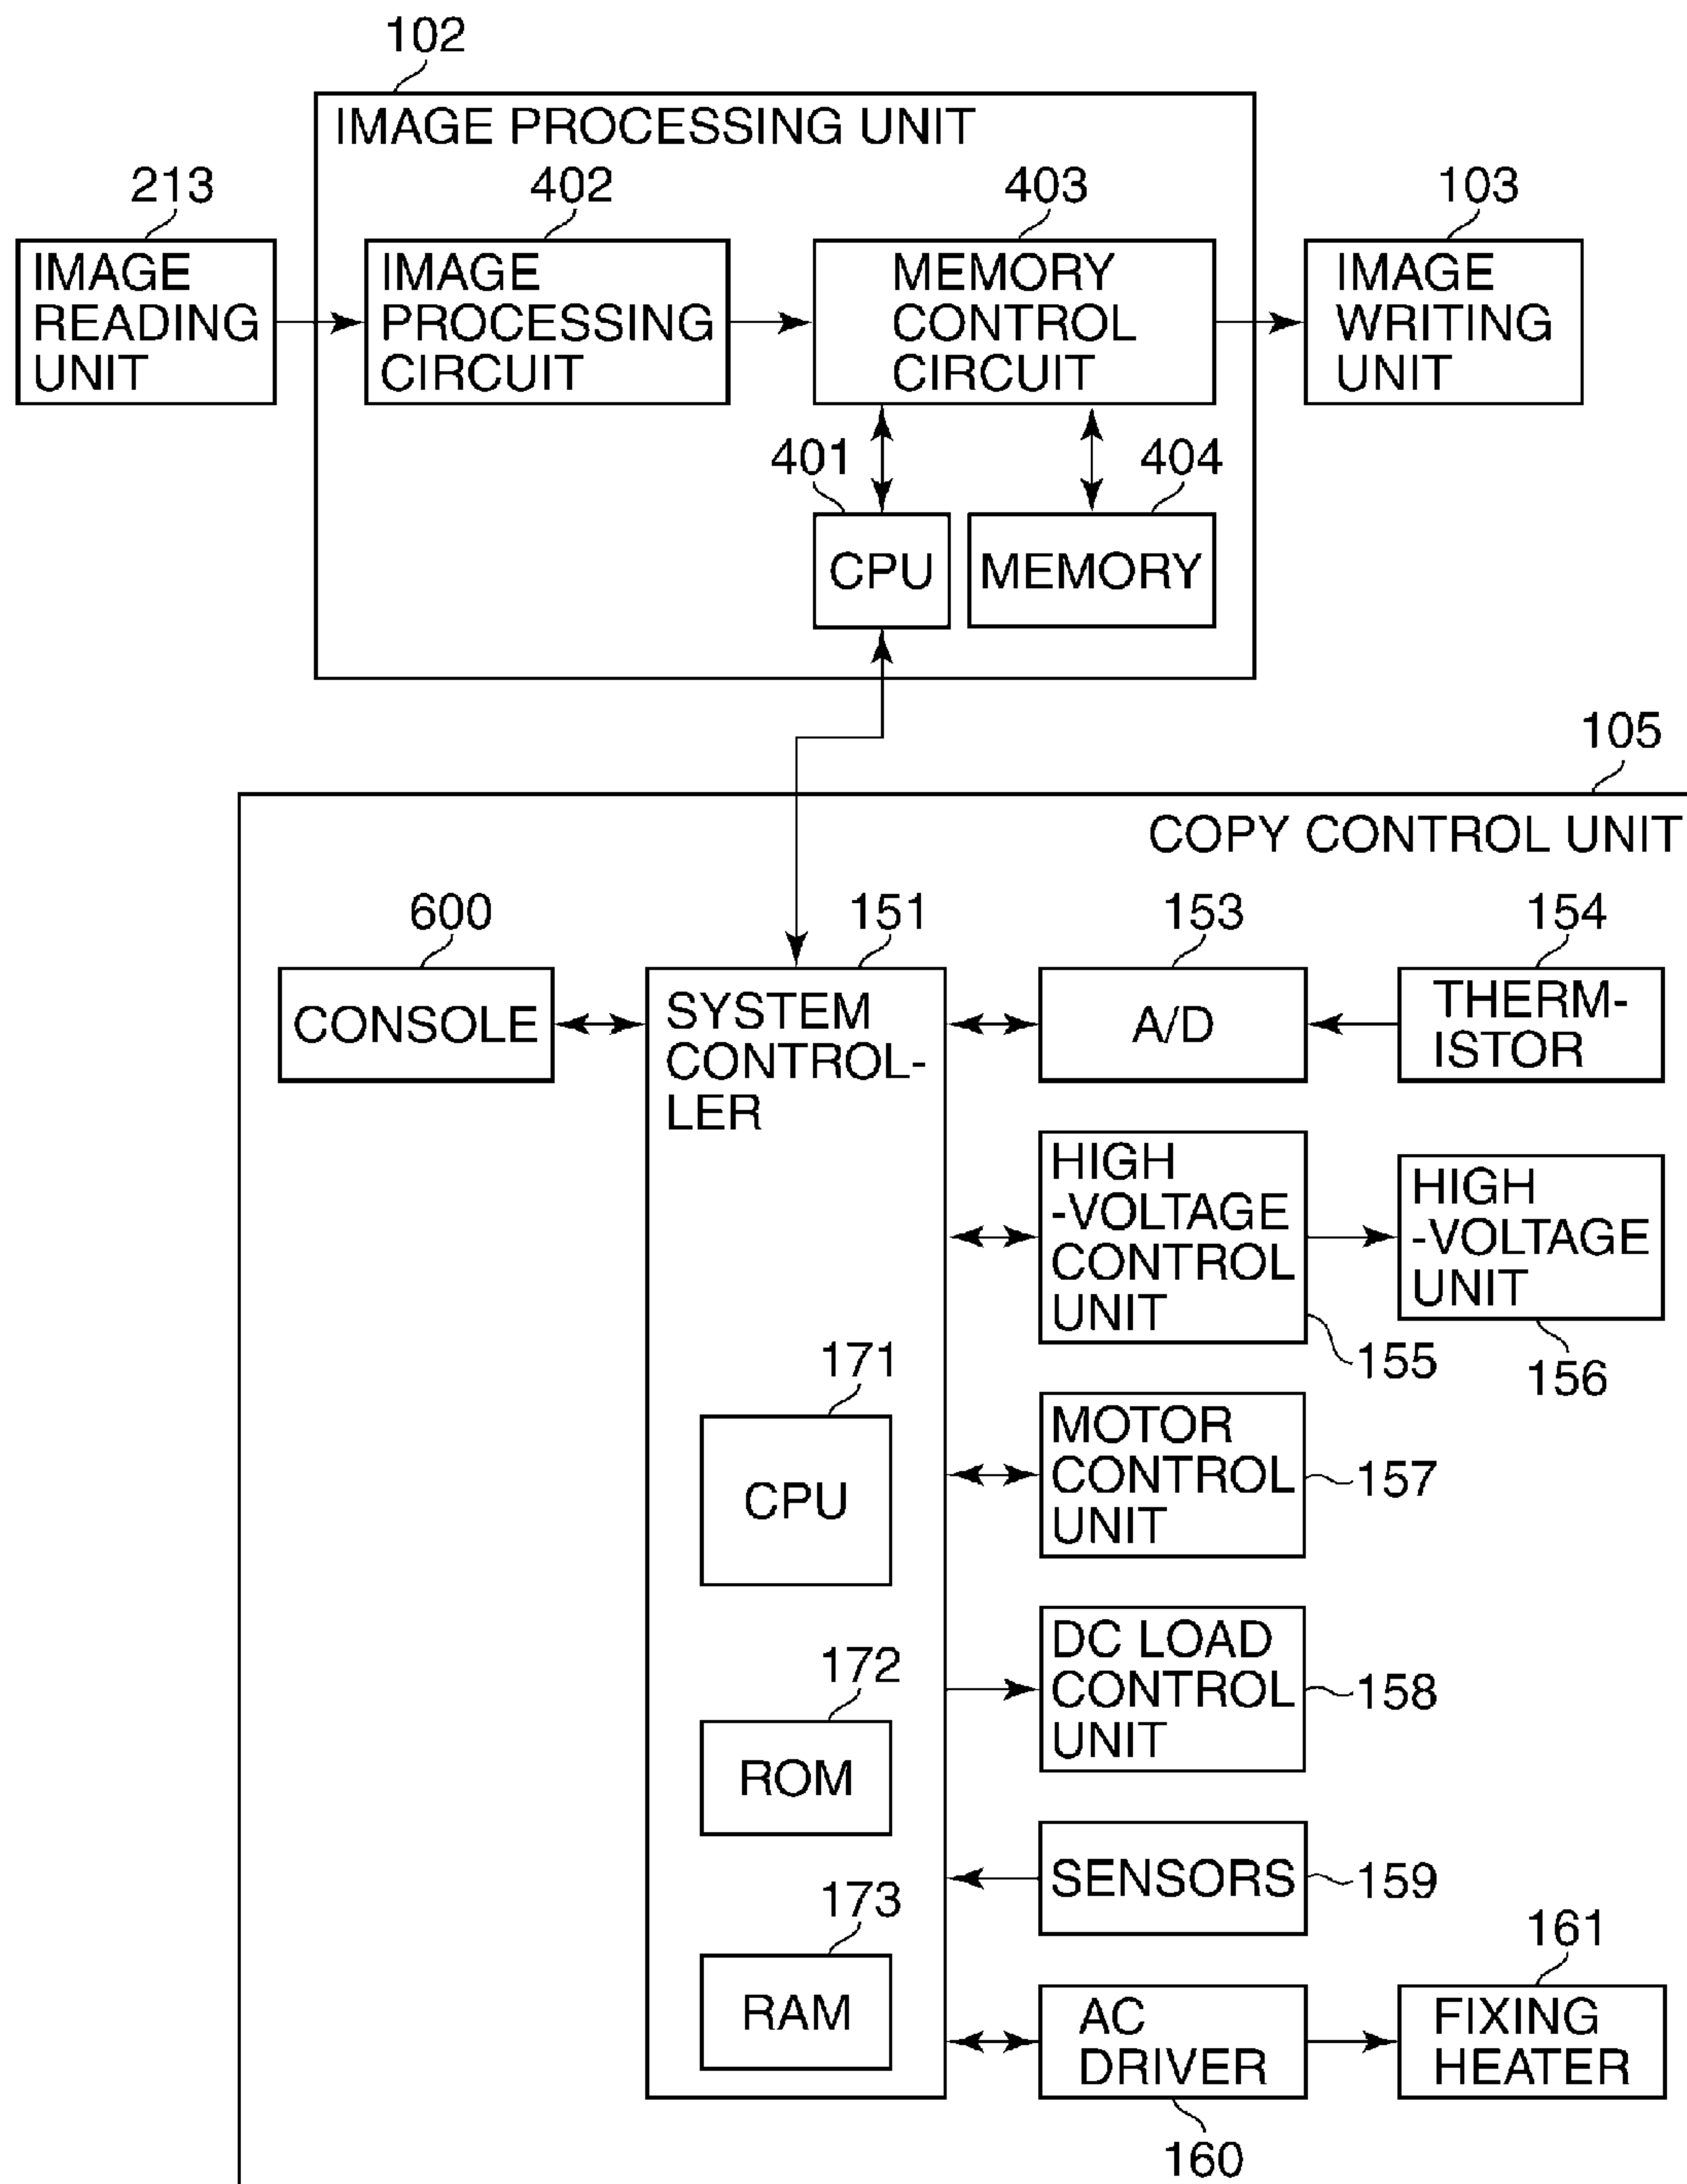 102
IMAGE PROCESSING UNIT
213
402
403
103
IMAGE
READING
UNIT
IMAGE
PROCESSING
CIRCUIT
MEMORY
CONTROL
CIRCUIT
IMAGE
WRITING
UNIT
401
404
CPU
MEMORY
105
COPY CONTROL UNIT
600
151
153
154
CONSOLE
SYSTEM
CONTROL-
LER
A/D
THERM-
ISTOR
HIGH
-VOLTAGE
CONTROL
UNIT
HIGH
-VOLTAGE
UNIT
155
156
171
CPU
MOTOR
CONTROL
UNIT
157
172
ROM
DC LOAD
CONTROL
UNIT
158
173
RAM
SENSORS
159
161
AC
DRIVER
FIXING
HEATER
160